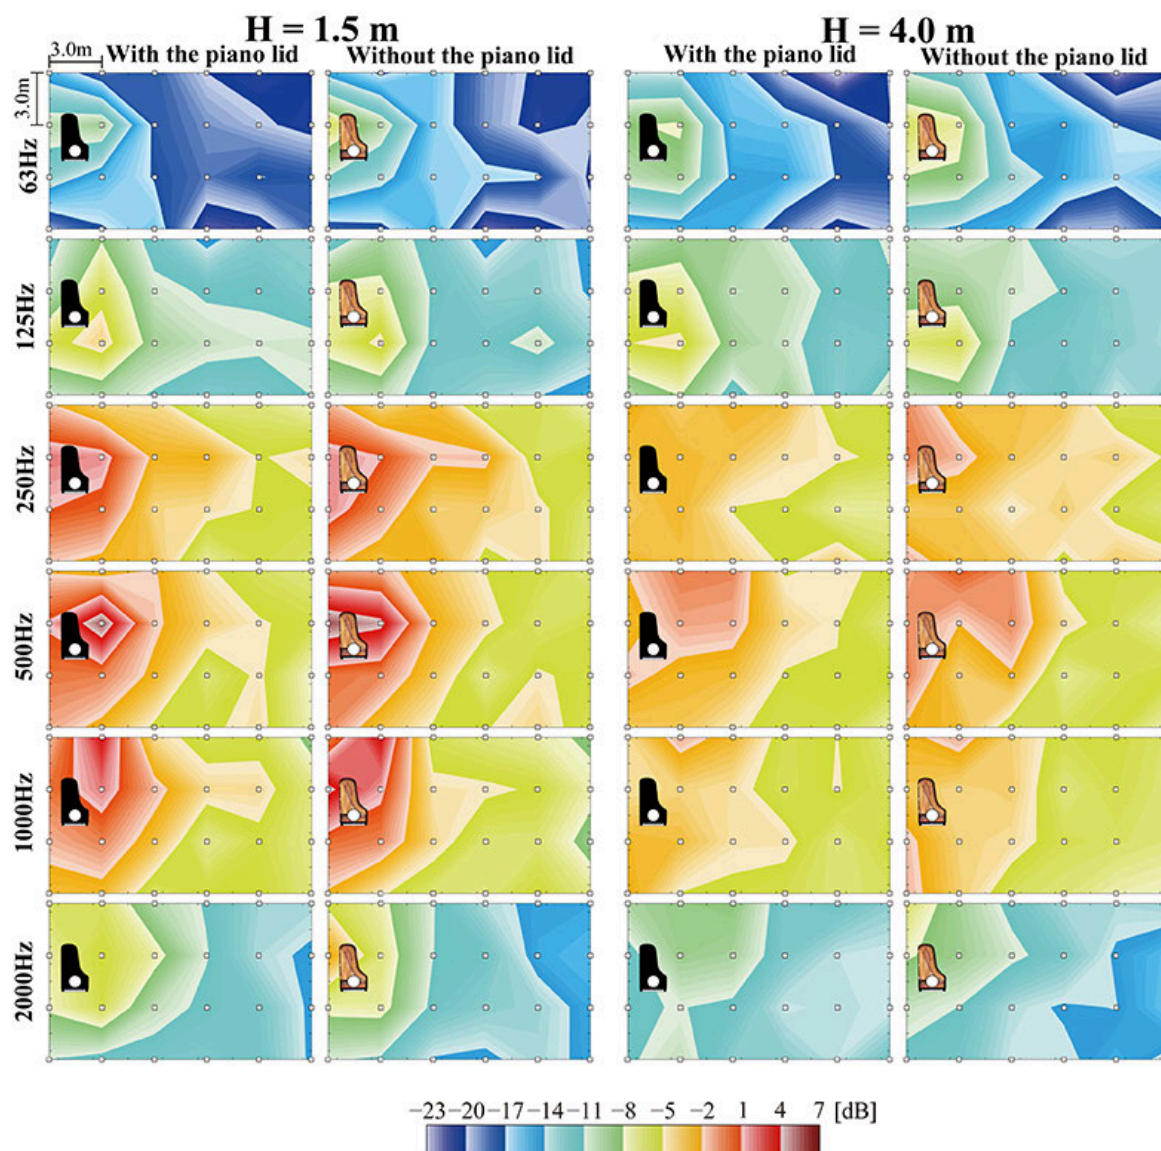 H = 1.5 m
H = 4.0 m
3.0m
With the piano lid
Without the piano lid
With the piano lid
Without the piano lid
3.0m
63Hz
125Hz
250Hz
500Hz
1000Hz
2000Hz
−23 −20 −17 −14 −11 −8 −5 −2 1 4 7 [dB]